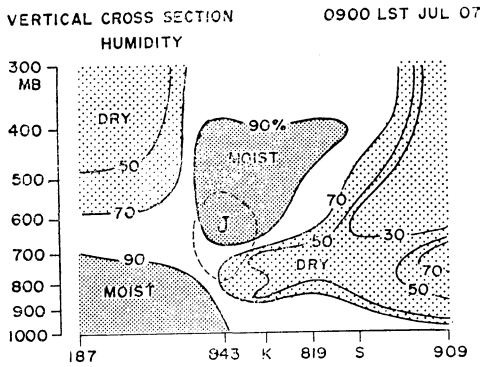 VERTICAL CROSS SECTION 0900 LST JUL 07
HUMIDITY
300
MB
400
500
600
700
800
900
1000
DRY
50
70
90
MOIST
90%
MOIST
J
70
50
DRY
30
70
50
187 943 K 819 S 909